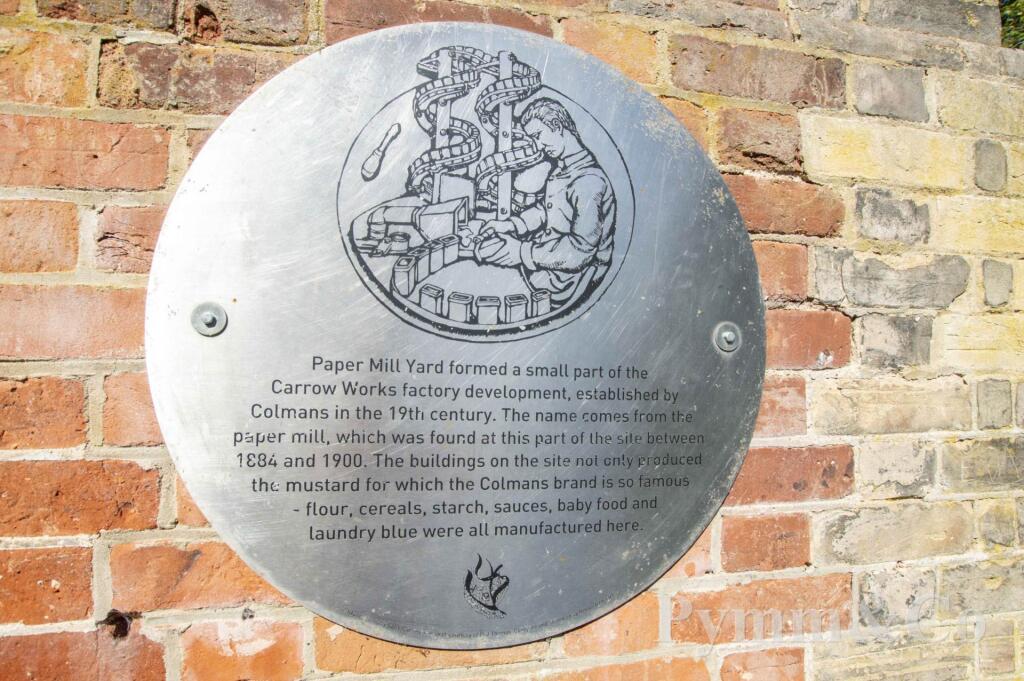 Paper Mill Yard formed a small part of the
Carrow Works factory development, established by
Colmans in the 19th century. The name comes from the
paper mill, which was found at this part of the site between
1884 and 1900. The buildings on the site not only produced
the mustard for which the Colmans brand is so famous
- flour, cereals, starch, sauces, baby food and
laundry blue were all manufactured here.
Pymm & Co